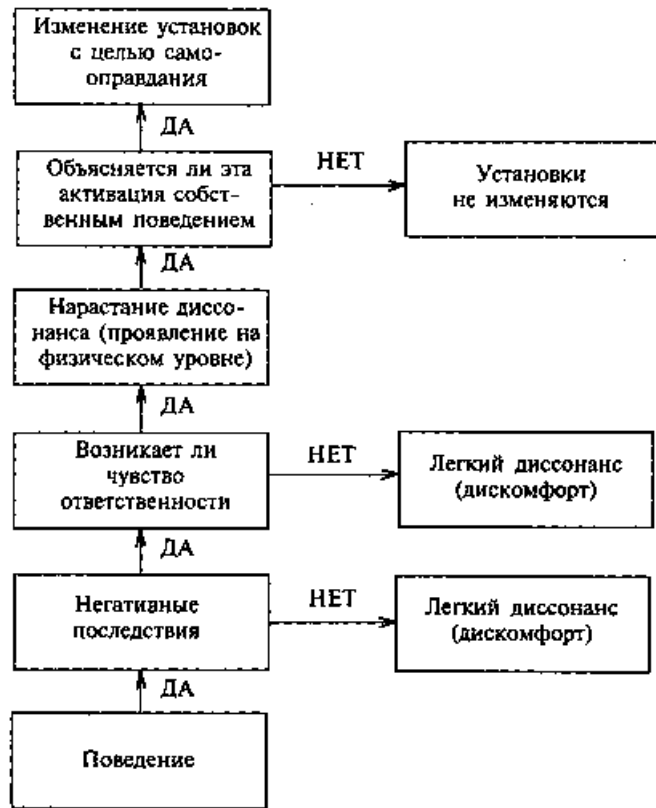 Изменение установок
с целью само-
оправдания
ДА
Объясняется ли эта
активация собст-
венным поведением
НЕТ
Установки
не изменяются
ДА
Нарастание диссо-
нанса (проявление на
физическом уровне)
ДА
Возникает ли
чувство
ответственности
НЕТ
Легкий диссонанс
(дискомфорт)
ДА
Негативные
последствия
НЕТ
Легкий диссонанс
(дискомфорт)
ДА
Поведение